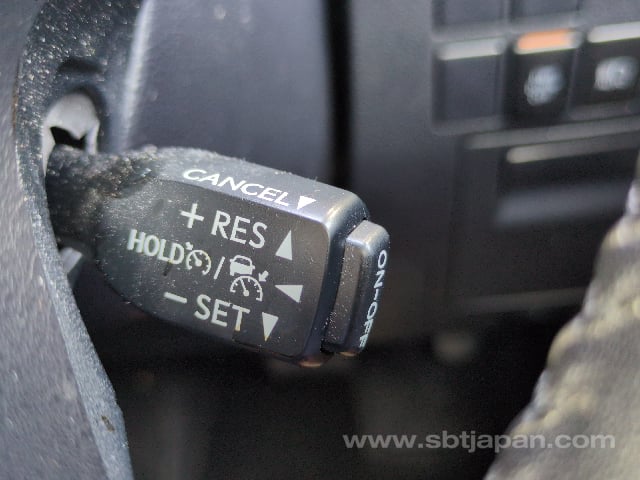 CANCEL▼
+ RES ▲
HOLD / ◀
− SET ▼
ON-OFF
www.sbtjapan.com